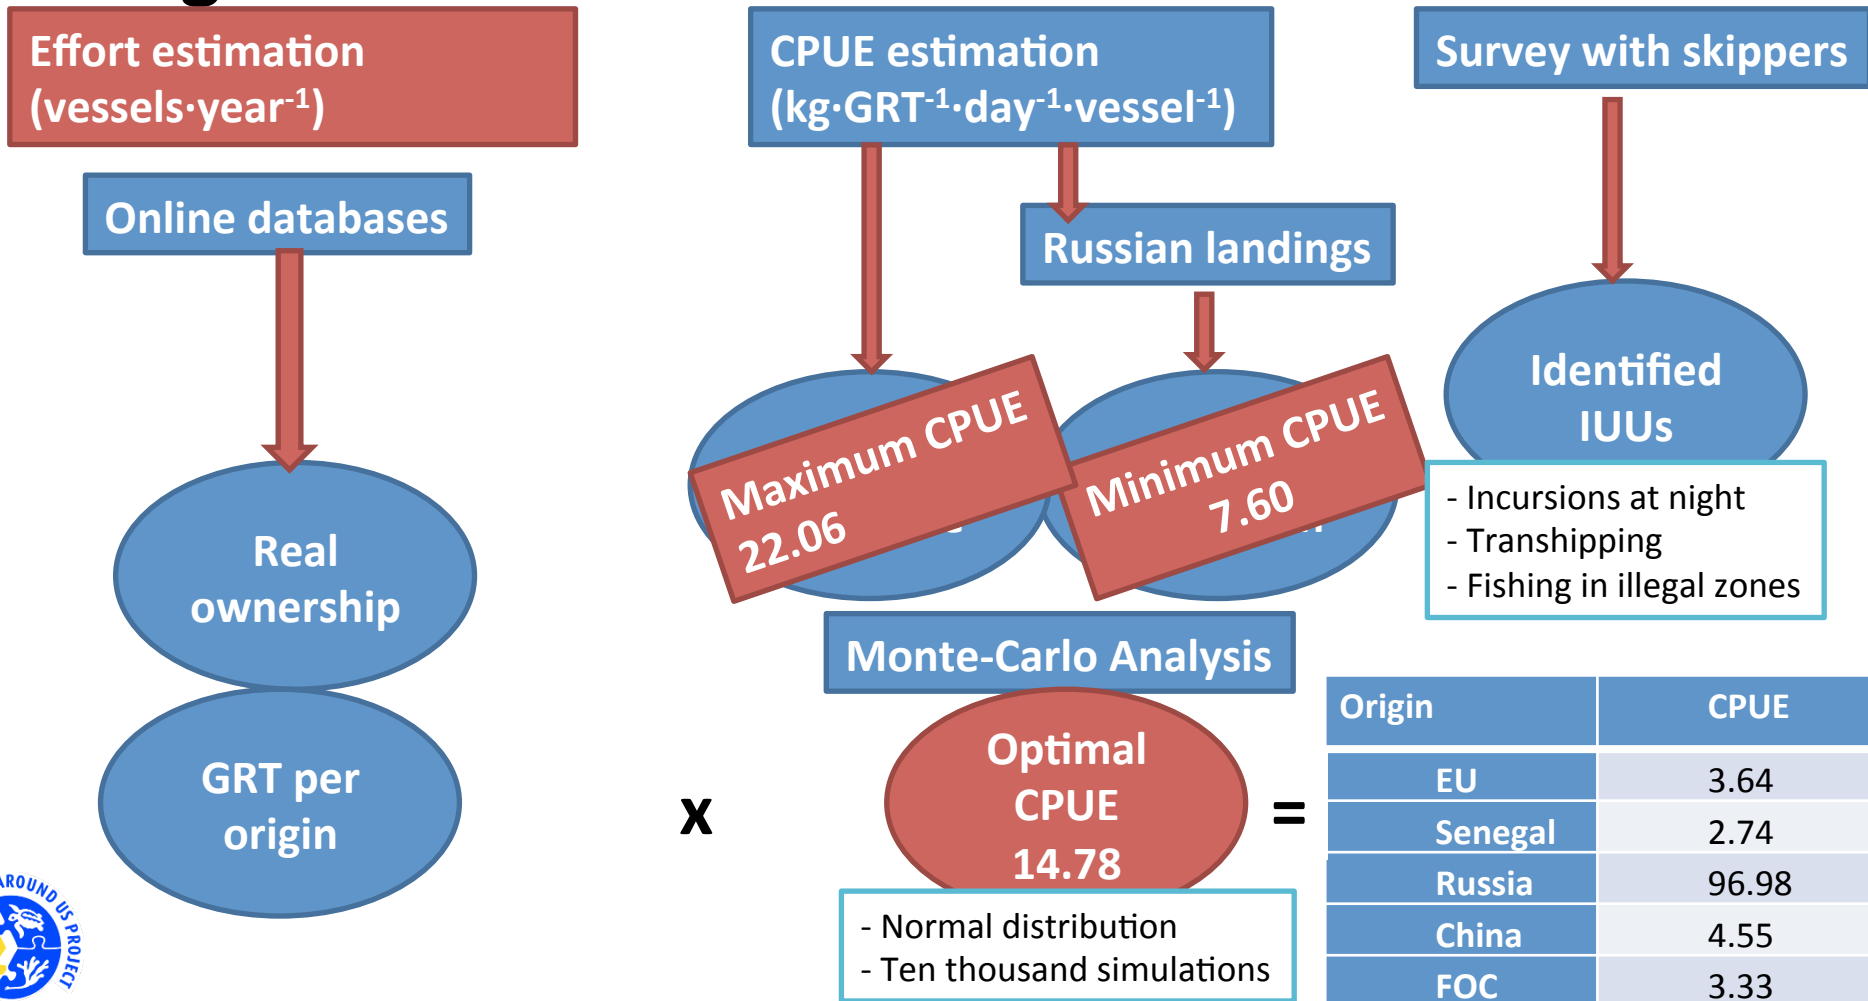 Effort estimation
(vessels·year⁻¹)
CPUE estimation
(kg·GRT⁻¹·day⁻¹·vessel⁻¹)
Survey with skippers
Online databases
Russian landings
Real
ownership
GRT per
origin
Maximum CPUE
22.06
Minimum CPUE
7.60
Identified
IUUs
- Incursions at night
- Transhipping
- Fishing in illegal zones
Monte-Carlo Analysis
x
Optimal
CPUE
14.78
=
- Normal distribution
- Ten thousand simulations
Origin CPUE
EU 3.64
Senegal 2.74
Russia 96.98
China 4.55
FOC 3.33
AROUND US PROJECT